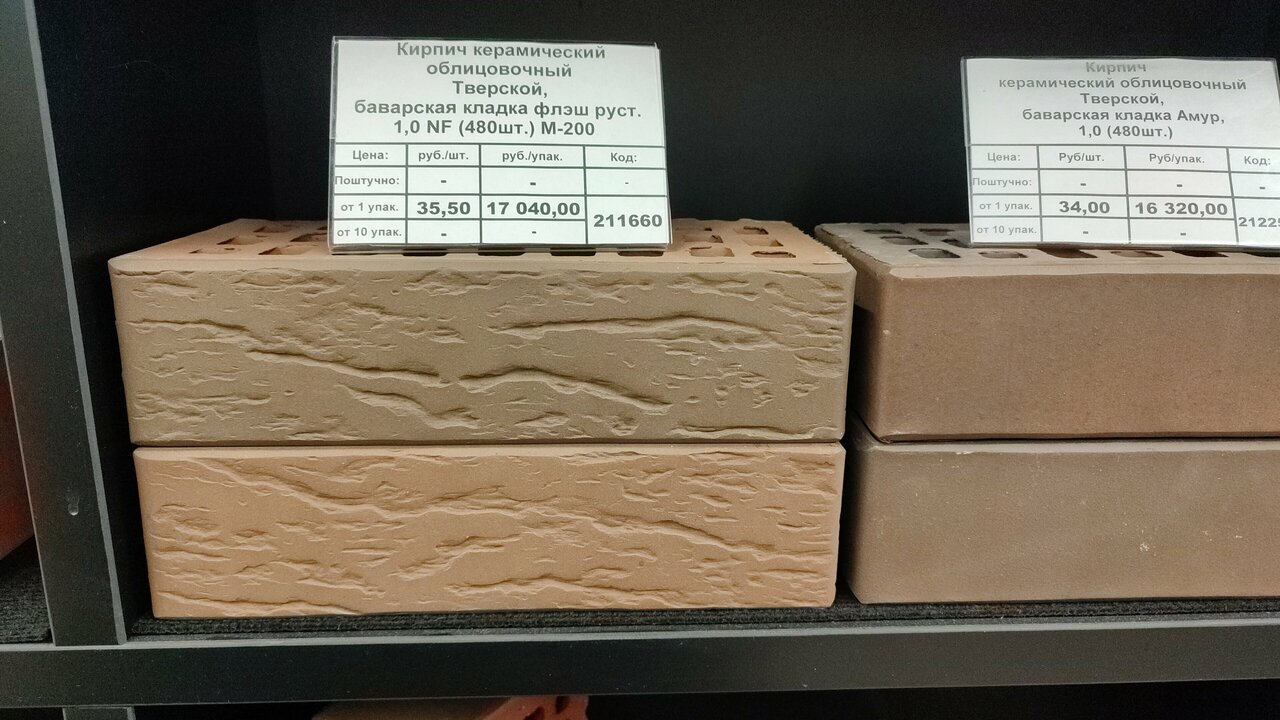 Кирпич керамический
облицовочный
Тверской,
баварская кладка флэш руст.
1,0 NF (480шт.) М-200
Цена: руб./шт. руб./упак. Код:
Поштучно: - - -
от 1 упак. 35,50 17 040,00 211660
от 10 упак. - -
Кирпич
керамический облицовочный
Тверской,
баварская кладка Амур,
1,0 (480шт.)
Цена: Руб/шт. Руб/упак. Код:
Поштучно: - - -
от 1 упак. 34,00 16 320,00
от 10 упак. - -